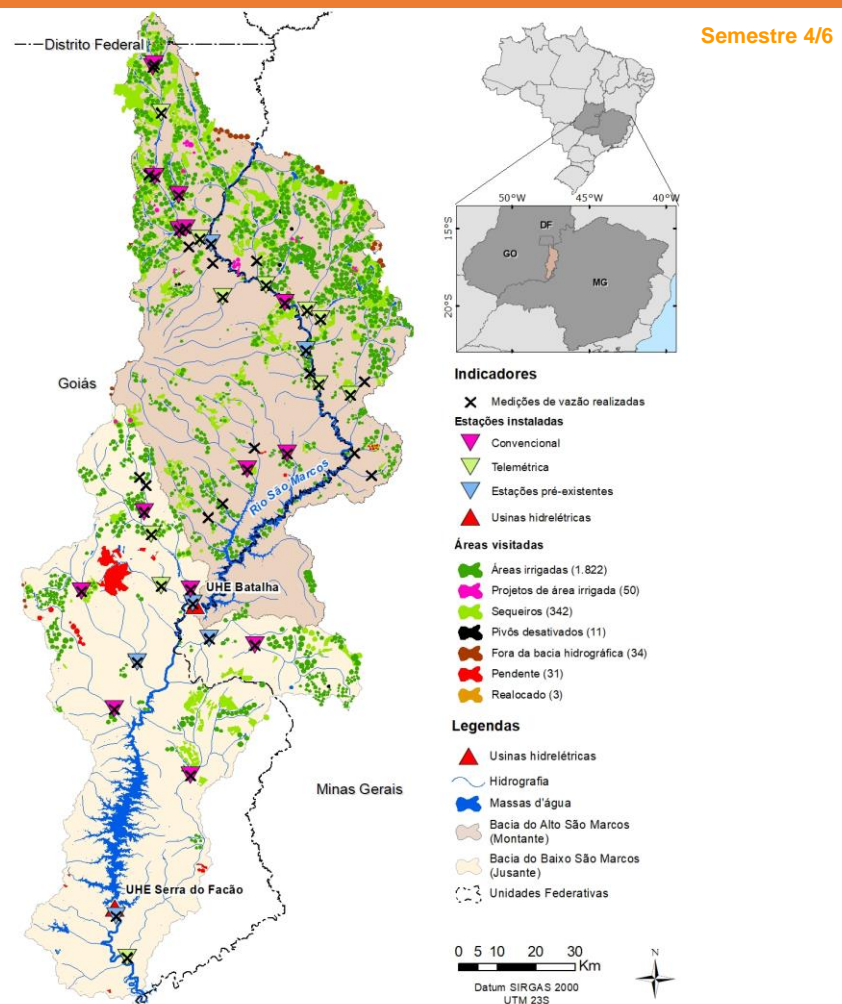 Semestre 4/6
Distrito Federal
Goiás
Rio São Marcos
UHE Batalha
Minas Gerais
UHE Serra do Facão
50°W 45°W 40°W
15°S
20°S
DF
GO
MG
Indicadores
Medições de vazão realizadas
Estações instaladas
Convencional
Telemétrica
Estações pré-existentes
Usinas hidrelétricas
Áreas visitadas
Áreas irrigadas (1.822)
Projetos de área irrigada (50)
Sequeiros (342)
Pivôs desativados (11)
Fora da bacia hidrográfica (34)
Pendente (31)
Realocado (3)
Legendas
Usinas hidrelétricas
Hidrografia
Massas d'água
Bacia do Alto São Marcos
(Montante)
Bacia do Baixo São Marcos
(Jusante)
Unidades Federativas
0 5 10 20 30
Km
Datum SIRGAS 2000
UTM 23S
N